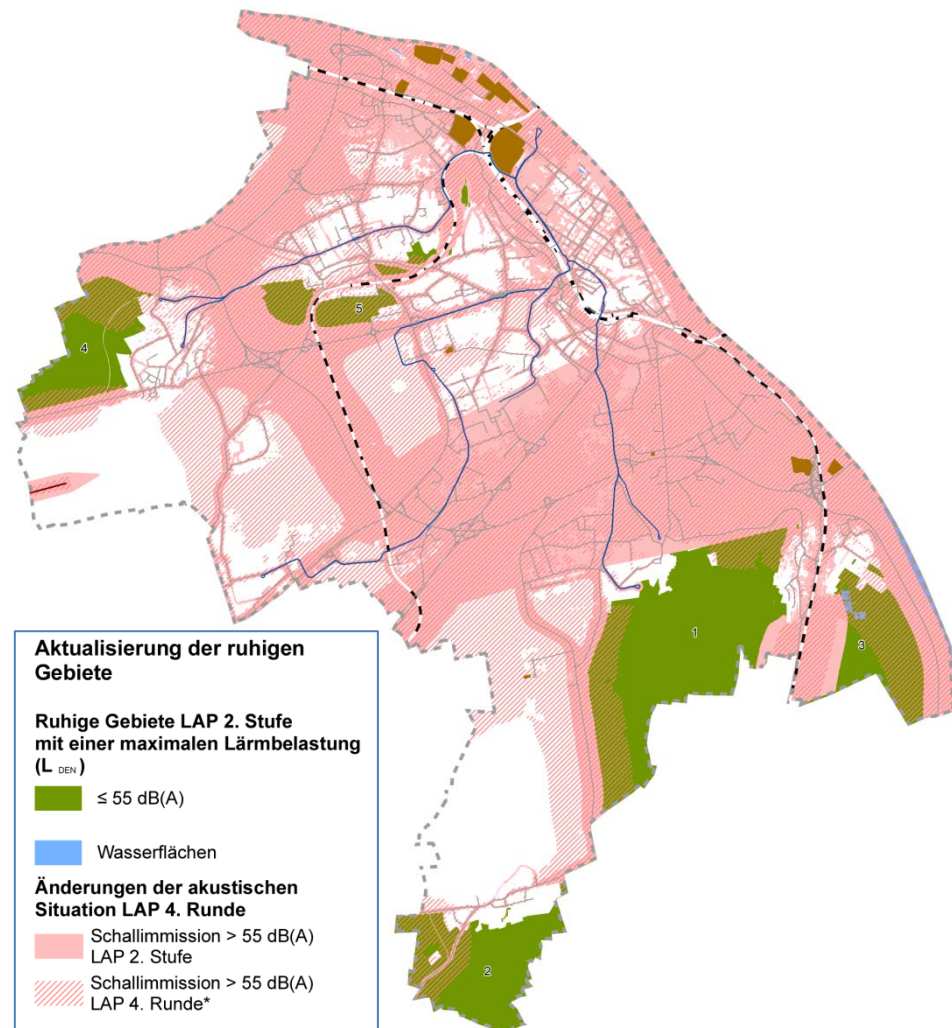 4
5
1
3
2
Aktualisierung der ruhigen
Gebiete
Ruhige Gebiete LAP 2. Stufe
mit einer maximalen Lärmbelastung
(L DEN )
≤ 55 dB(A)
Wasserflächen
Änderungen der akustischen
Situation LAP 4. Runde
Schallimmission > 55 dB(A)
LAP 2. Stufe
Schallimmission > 55 dB(A)
LAP 4. Runde*